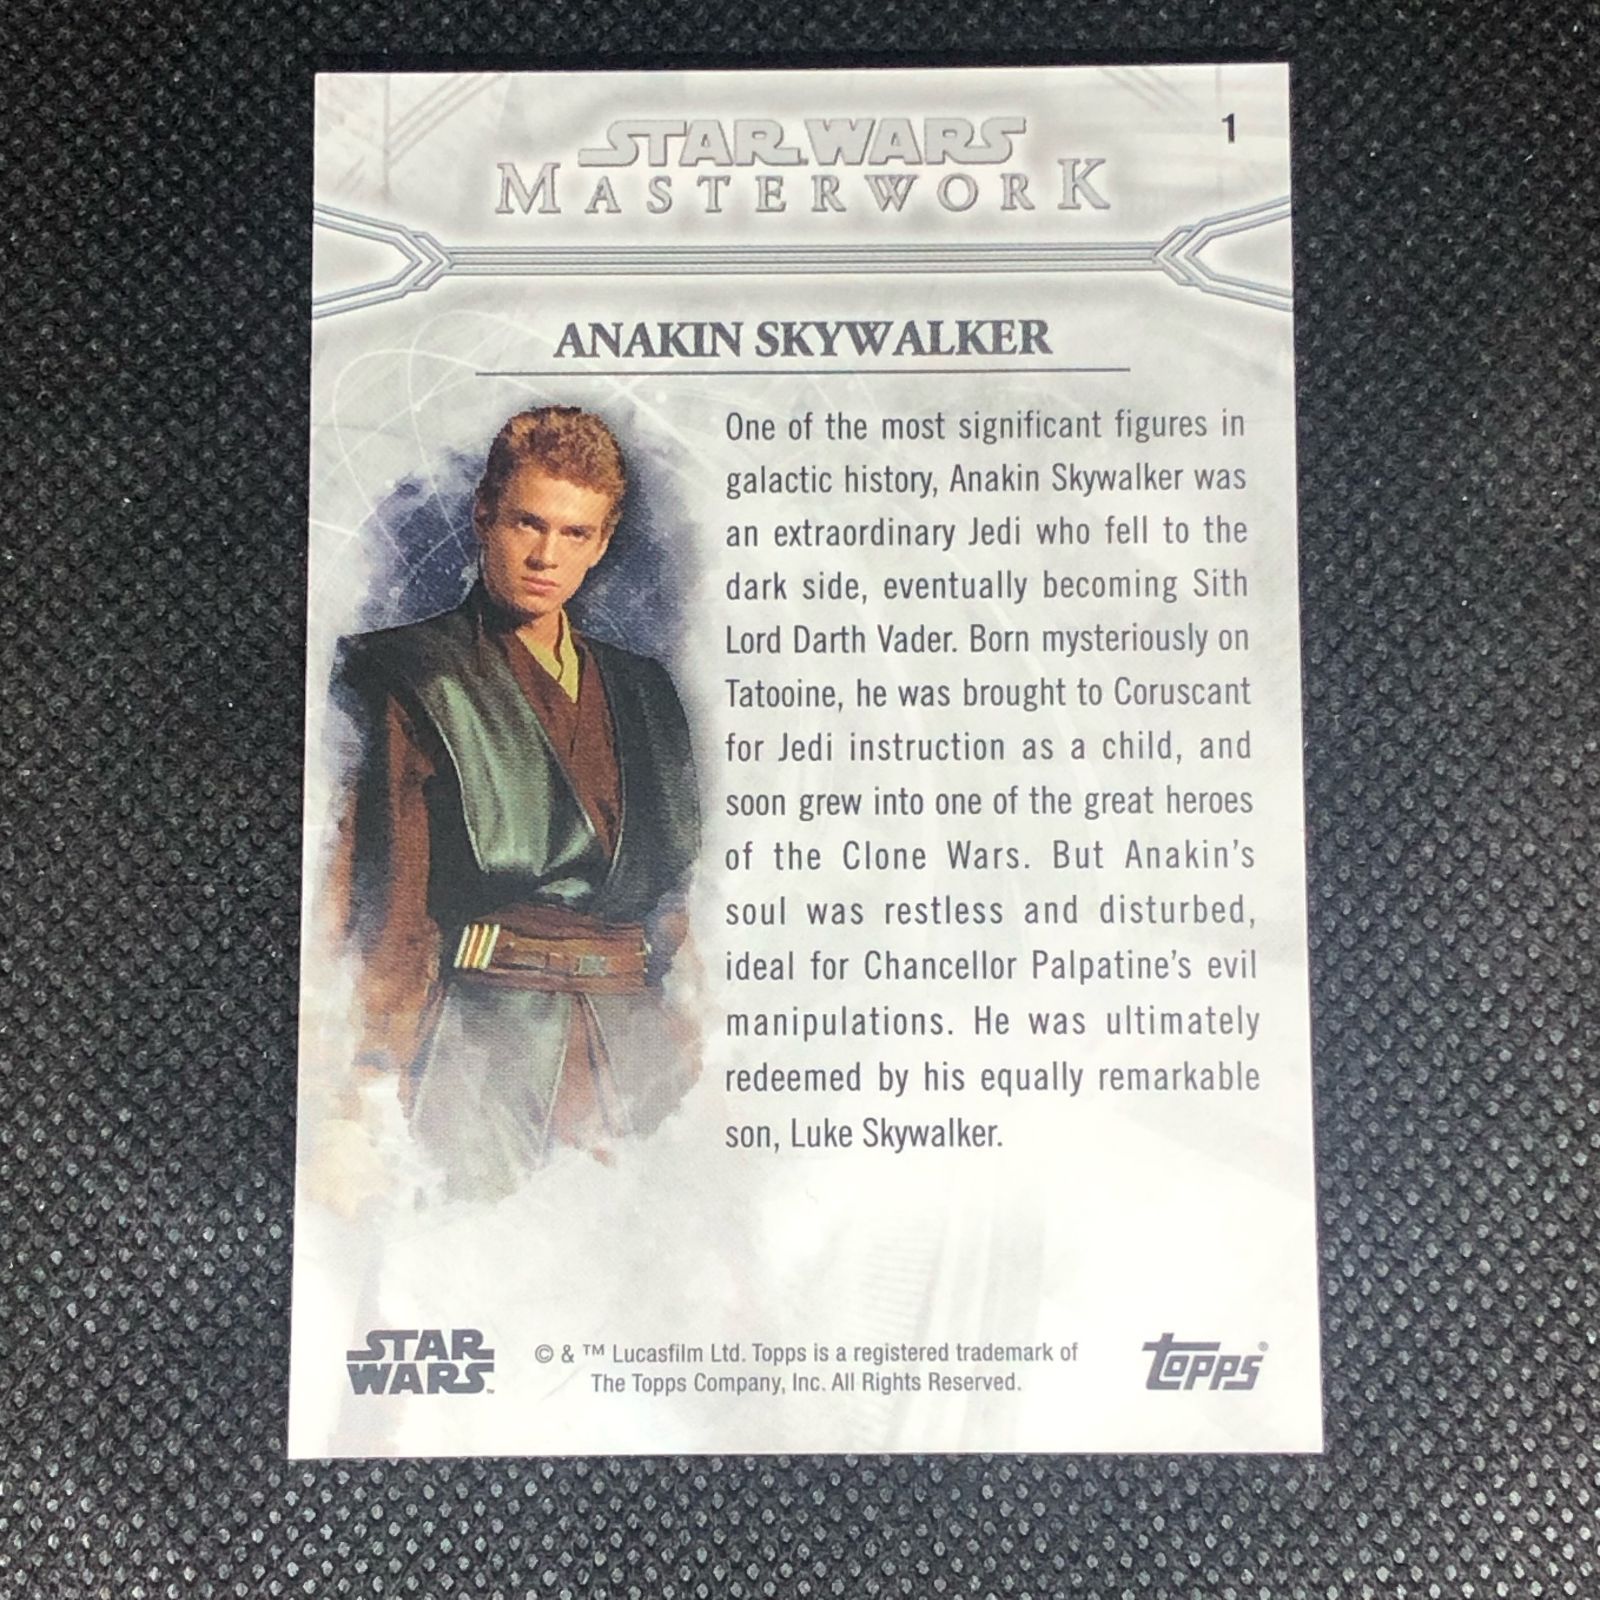 1
STAR WARS
MASTERWORK
ANAKIN SKYWALKER
One of the most significant figures in
galactic history, Anakin Skywalker was
an extraordinary Jedi who fell to the
dark side, eventually becoming Sith
Lord Darth Vader. Born mysteriously on
Tatooine, he was brought to Coruscant
for Jedi instruction as a child, and
soon grew into one of the great heroes
of the Clone Wars. But Anakin's
soul was restless and disturbed,
ideal for Chancellor Palpatine's evil
manipulations. He was ultimately
redeemed by his equally remarkable
son, Luke Skywalker.
STAR
WARS™
© & ™ Lucasfilm Ltd. Topps is a registered trademark of
The Topps Company, Inc. All Rights Reserved.
topps®